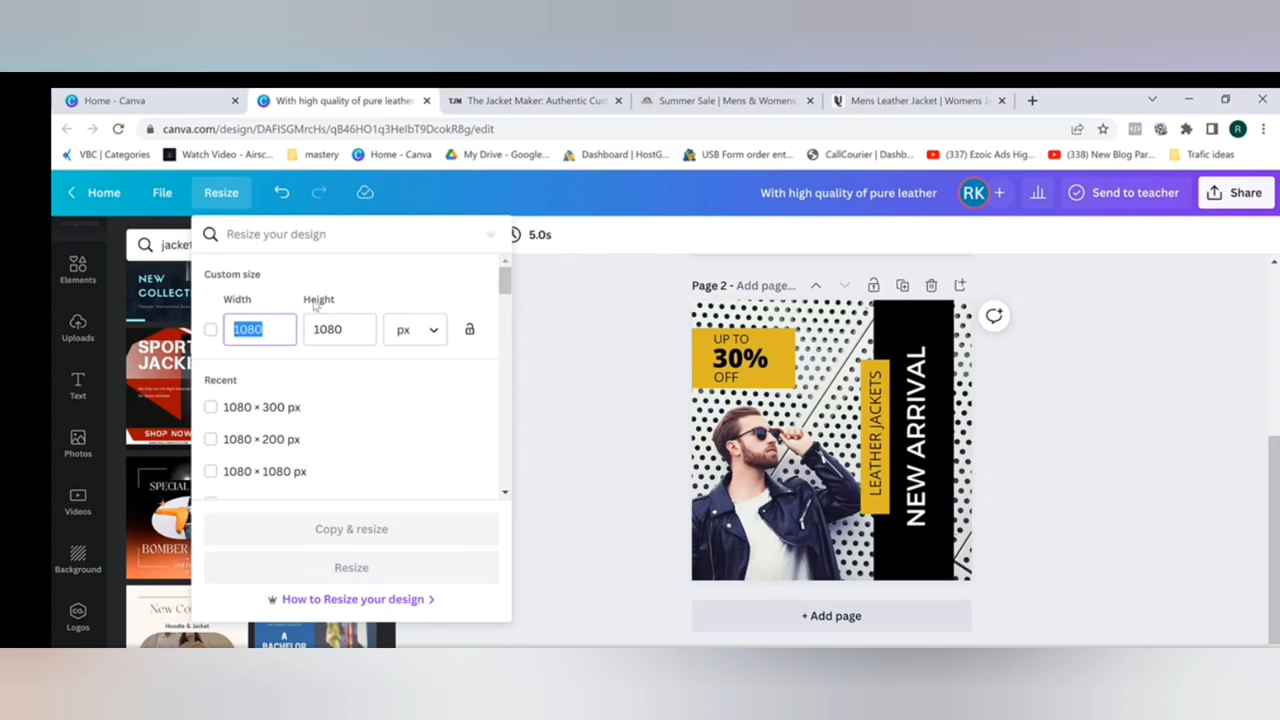 Home - Canva
With high quality of pure leather
TJM The Jacket Maker: Authentic Cus
Summer Sale | Mens & Womens
Mens Leather Jacket | Womens J
canva.com/design/DAFISGMrcHs/qB46HO1q3HelbT9DcokR8g/edit
R
VBC | Categories
Watch Video - Airsc...
mastery
Home - Canva
My Drive - Google...
Dashboard | HostG...
USB Form order ent...
CallCourier | Dashb...
(337) Ezoic Ads Hig...
(338) New Blog Par...
Trafic ideas
Home
File
Resize
With high quality of pure leather
RK
Send to teacher
Share
Elements
Uploads
Text
Photos
Videos
Background
Logos
jacket
NEW
COLLECT
SPORT
JACKE
SHOP NOW
SPECIAL
BOMBER
New Co
Hoodie & Jacket
A
BACHELOR
Resize your design
Custom size
Width
Height
1080
1080
px
Recent
1080 × 300 px
1080 × 200 px
1080 × 1080 px
Copy & resize
Resize
How to Resize your design
5.0s
Page 2 - Add page...
UP TO
30%
OFF
LEATHER JACKETS
NEW ARRIVAL
+ Add page